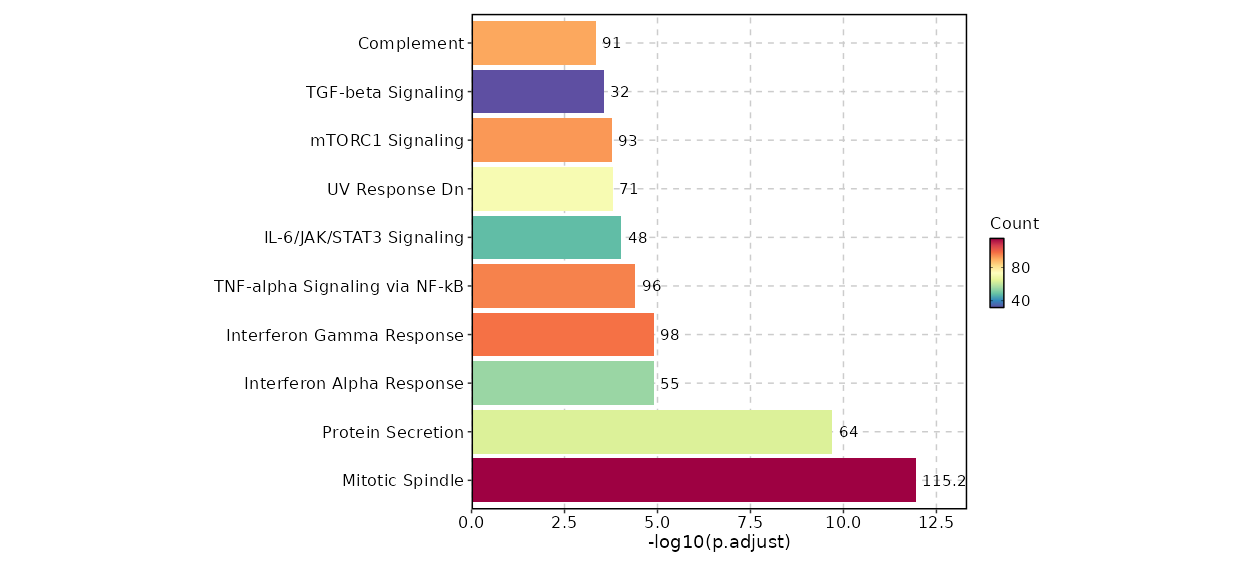 Complement 91
TGF-beta Signaling 32
mTORC1 Signaling 93
UV Response Dn 71
IL-6/JAK/STAT3 Signaling 48
TNF-alpha Signaling via NF-kB 96
Interferon Gamma Response 98
Interferon Alpha Response 55
Protein Secretion 64
Mitotic Spindle 115.2
0.0 2.5 5.0 7.5 10.0 12.5
-log10(p.adjust)
Count
80
40